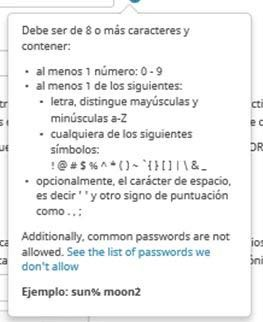 Debe ser de 8 o más caracteres y
contener:
• al menos 1 número: 0 - 9
• al menos 1 de los siguientes:
• letra, distingue mayúsculas y
minúsculas a-Z
• cualquiera de los siguientes
símbolos:
! @ # $ % ^ * ( ) ~ ` { } [ ] | \ & _
• opcionalmente, el carácter de espacio,
es decir ' ' y otro signo de puntuación
como . , ;
Additionally, common passwords are not
allowed. See the list of passwords we
don't allow
Ejemplo: sun% moon2